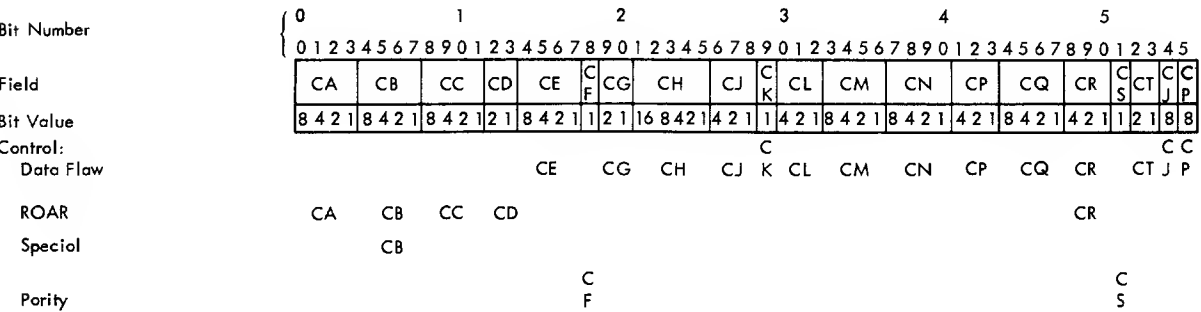 0 1 2 3 4 5
Bit Number
0 1 2 3 4 5 6 7 8 9 0 1 2 3 4 5 6 7 8 9 0 1 2 3 4 5 6 7 8 9 0 1 2 3 4 5 6 7 8 9 0 1 2 3 4 5 6 7 8 9 0 1 2 3 4 5
Field CA CB CC CD CE CF CG CH CJ CK CL CM CN CP CQ CR CS CT CJ CP
Bit Value 8 4 2 1 8 4 2 1 8 4 2 1 2 1 8 4 2 1 1 2 1 16 8 4 2 1 4 2 1 1 4 2 1 8 4 2 1 8 4 2 1 4 2 1 8 4 2 1 4 2 1 1 2 1 8 8
Control:
Data Flaw CE CG CH CJ CK CL CM CN CP CQ CR CT CJ CP
ROAR CA CB CC CD CR
Speciol CB
Pority CF CS